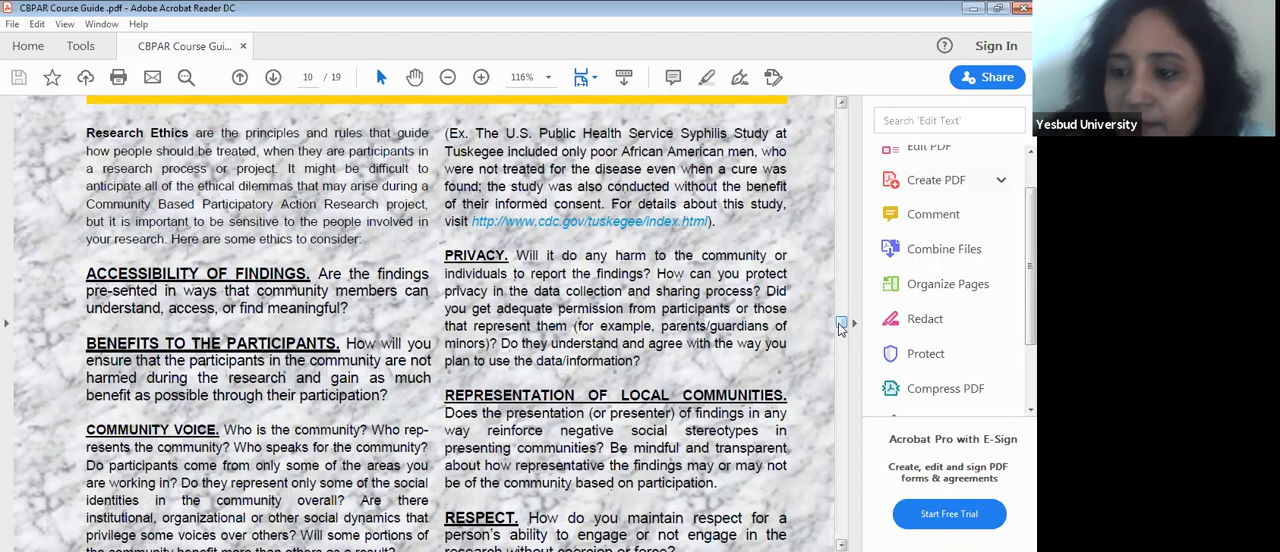 CBPAR Course Guide .pdf - Adobe Acrobat Reader DC
File Edit View Window Help
Home Tools CBPAR Course Gui... × Sign In
10 / 19 116% Share
Research Ethics are the principles and rules that guide
how people should be treated, when they are participants in
a research process or project. It might be difficult to
anticipate all of the ethical dilemmas that may arise during a
Community Based Participatory Action Research project,
but it is important to be sensitive to the people involved in
your research. Here are some ethics to consider:
ACCESSIBILITY OF FINDINGS. Are the findings
pre-sented in ways that community members can
understand, access, or find meaningful?
BENEFITS TO THE PARTICIPANTS. How will you
ensure that the participants in the community are not
harmed during the research and gain as much
benefit as possible through their participation?
COMMUNITY VOICE. Who is the community? Who rep-
resents the community? Who speaks for the community?
Do participants come from only some of the areas you
are working in? Do they represent only some of the social
identities in the community overall? Are there
institutional, organizational or other social dynamics that
privilege some voices over others? Will some portions of
the community benefit more than others as a result?
(Ex. The U.S. Public Health Service Syphilis Study at
Tuskegee included only poor African American men, who
were not treated for the disease even when a cure was
found; the study was also conducted without the benefit
of their informed consent. For details about this study,
visit http://www.cdc.gov/tuskegee/index.html).
PRIVACY. Will it do any harm to the community or
individuals to report the findings? How can you protect
privacy in the data collection and sharing process? Did
you get adequate permission from participants or those
that represent them (for example, parents/guardians of
minors)? Do they understand and agree with the way you
plan to use the data/information?
REPRESENTATION OF LOCAL COMMUNITIES.
Does the presentation (or presenter) of findings in any
way reinforce negative social stereotypes in
presenting communities? Be mindful and transparent
about how representative the findings may or may not
be of the community based on participation.
RESPECT. How do you maintain respect for a
person's ability to engage or not engage in the
research without coercion or force?
Search 'Edit Text'
Edit PDF
Create PDF
Comment
Combine Files
Organize Pages
Redact
Protect
Compress PDF
Acrobat Pro with E-Sign
Create, edit and sign PDF
forms & agreements
Start Free Trial
Yesbud University